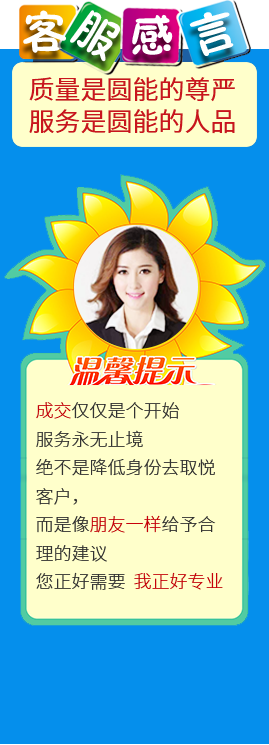 客服感言
质量是圆能的尊严
服务是圆能的人品
温馨提示
成交仅仅是个开始
服务永无止境
绝不是降低身份去取悦
客户，
而是像朋友一样给予合
理的建议
您正好需要 我正好专业